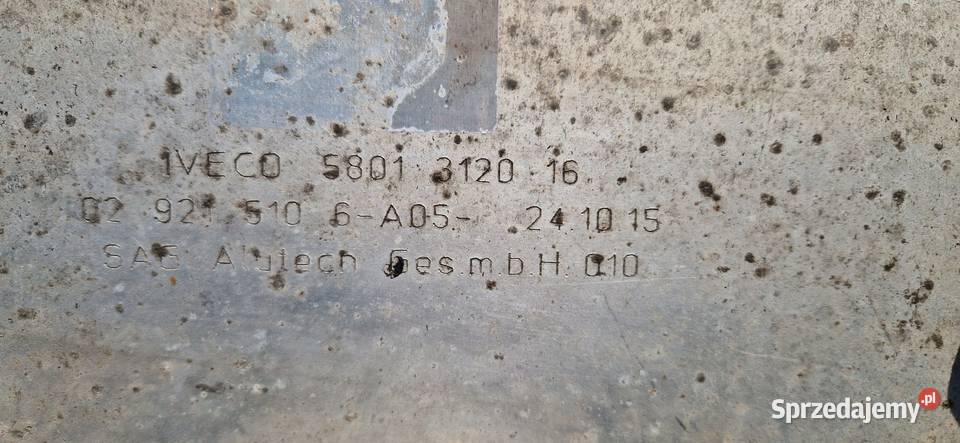 IVECO 5801 3120 16
02 921 510 6-A05- 24.10.15
SAG Alutech Ges.m.b.H. 010
Sprzedajemy.pl